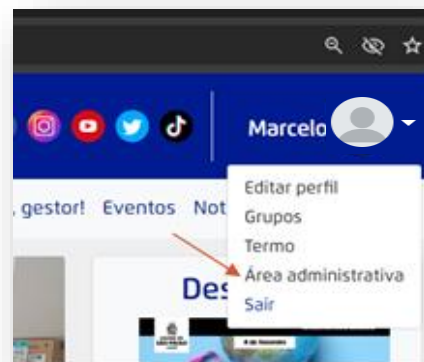 Marcelo
, gestor! Eventos Not
Editar perfil
Grupos
Termo
Área administrativa
Sair
Des